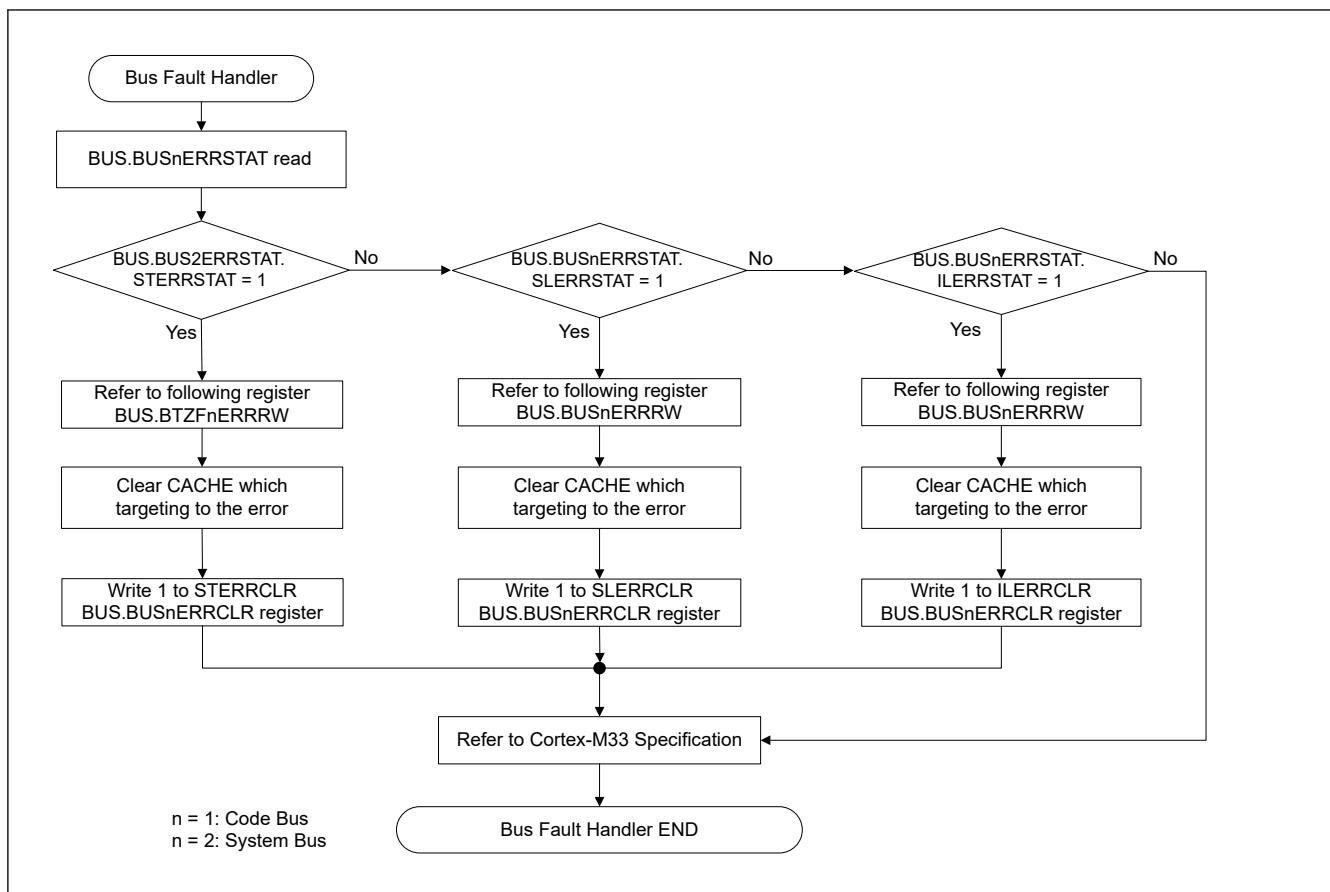 Bus Fault Handler
BUS.BUSnERRSTAT read
BUS.BUS2ERRSTAT.
STERRSTAT = 1
No
BUS.BUSnERRSTAT.
SLERRSTAT = 1
No
BUS.BUSnERRSTAT.
ILERRSTAT = 1
No
Yes
Yes
Yes
Refer to following register
BUS.BTZFnERRRW
Refer to following register
BUS.BUSnERRRW
Refer to following register
BUS.BUSnERRRW
Clear CACHE which
targeting to the error
Clear CACHE which
targeting to the error
Clear CACHE which
targeting to the error
Write 1 to STERRCLR
BUS.BUSnERRCLR register
Write 1 to SLERRCLR
BUS.BUSnERRCLR register
Write 1 to ILERRCLR
BUS.BUSnERRCLR register
Refer to Cortex-M33 Specification
Bus Fault Handler END
n = 1: Code Bus
n = 2: System Bus